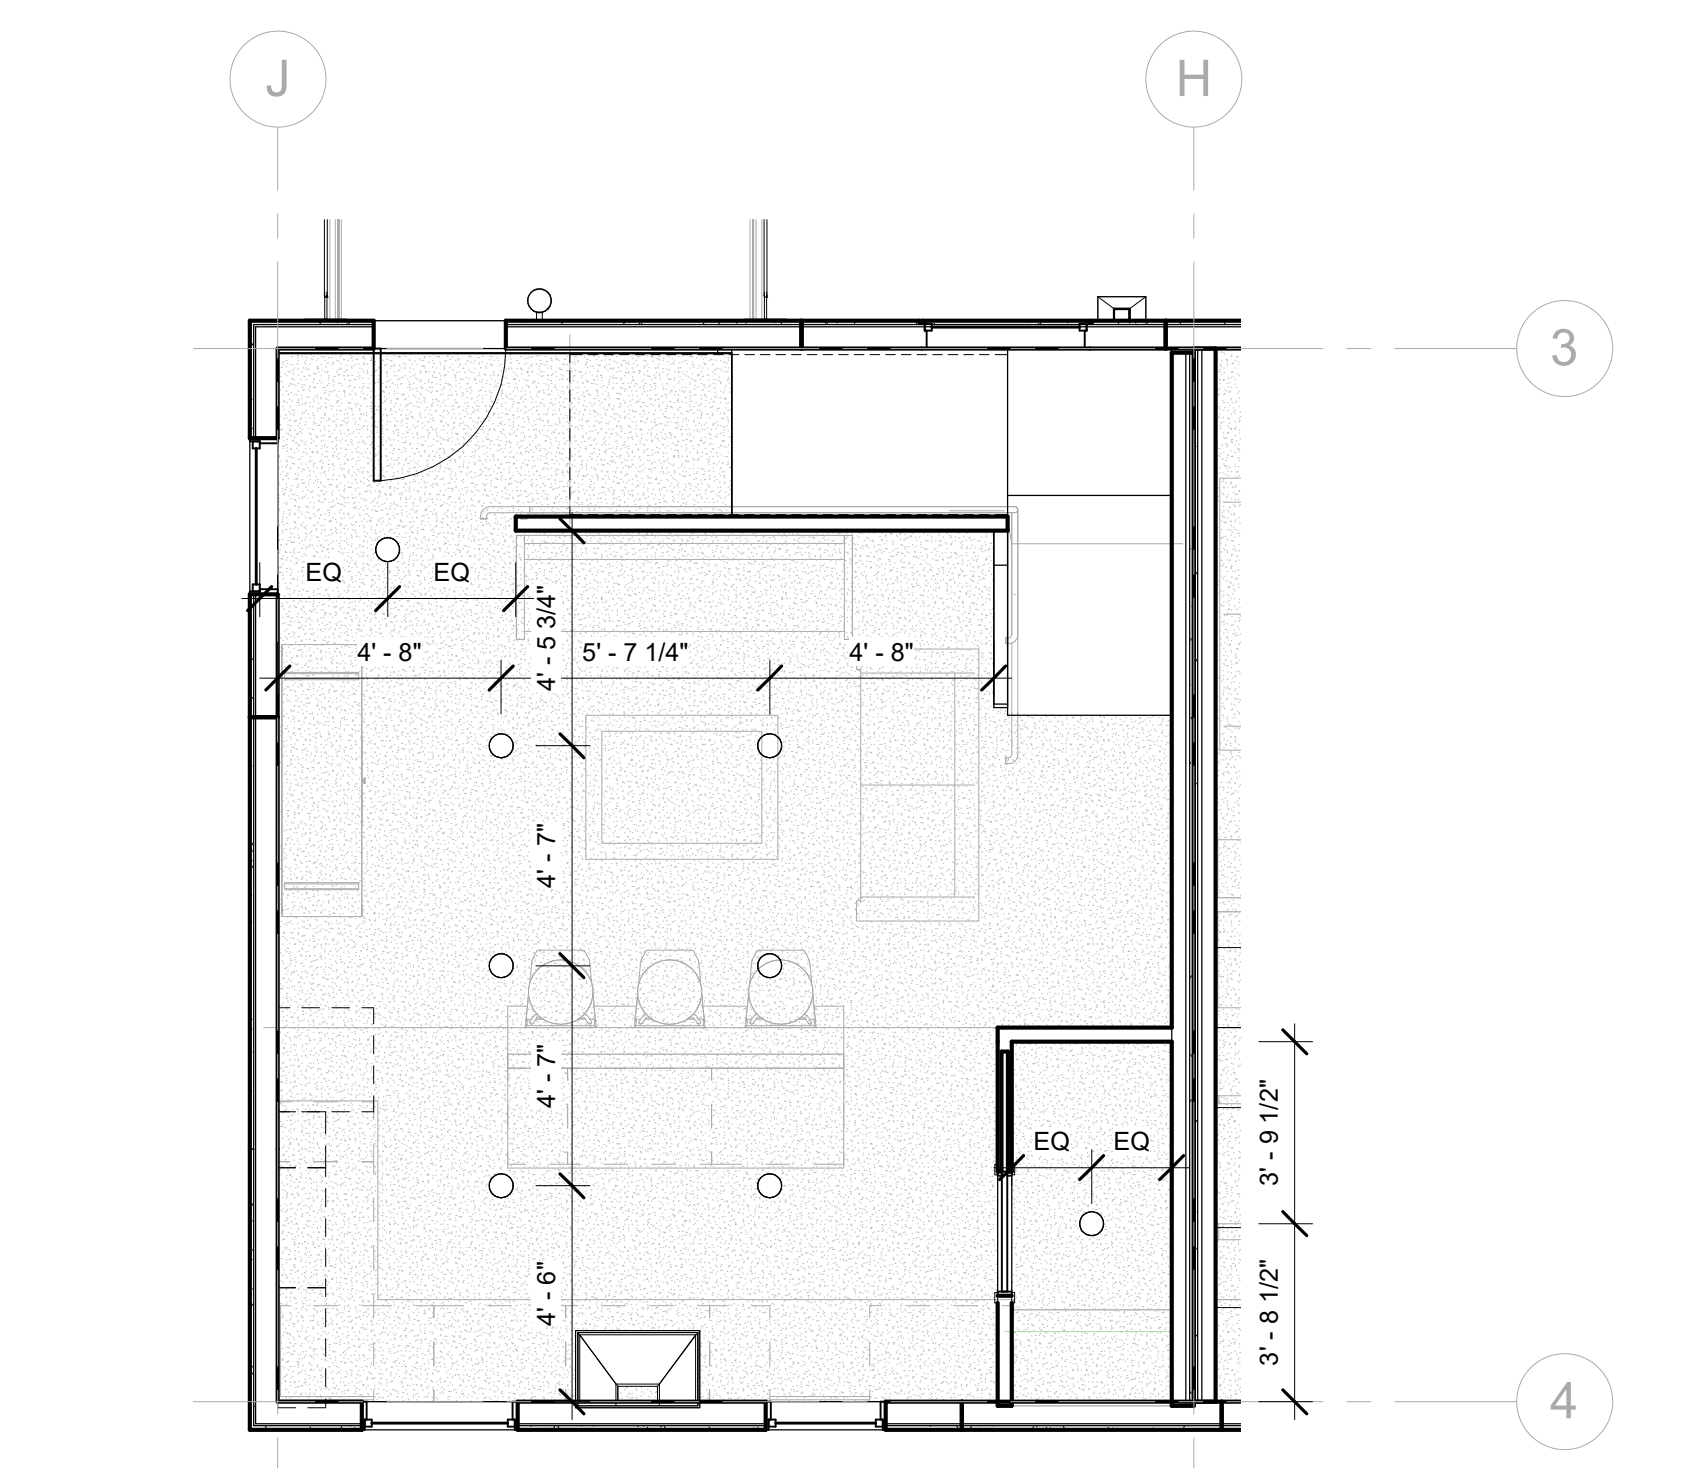 J
H
3
EQ
EQ
4' - 5 3/4"
4' - 8"
5' - 7 1/4"
4' - 8"
4' - 7"
4' - 7"
3' - 9 1/2"
EQ
EQ
4' - 6"
3' - 8 1/2"
4